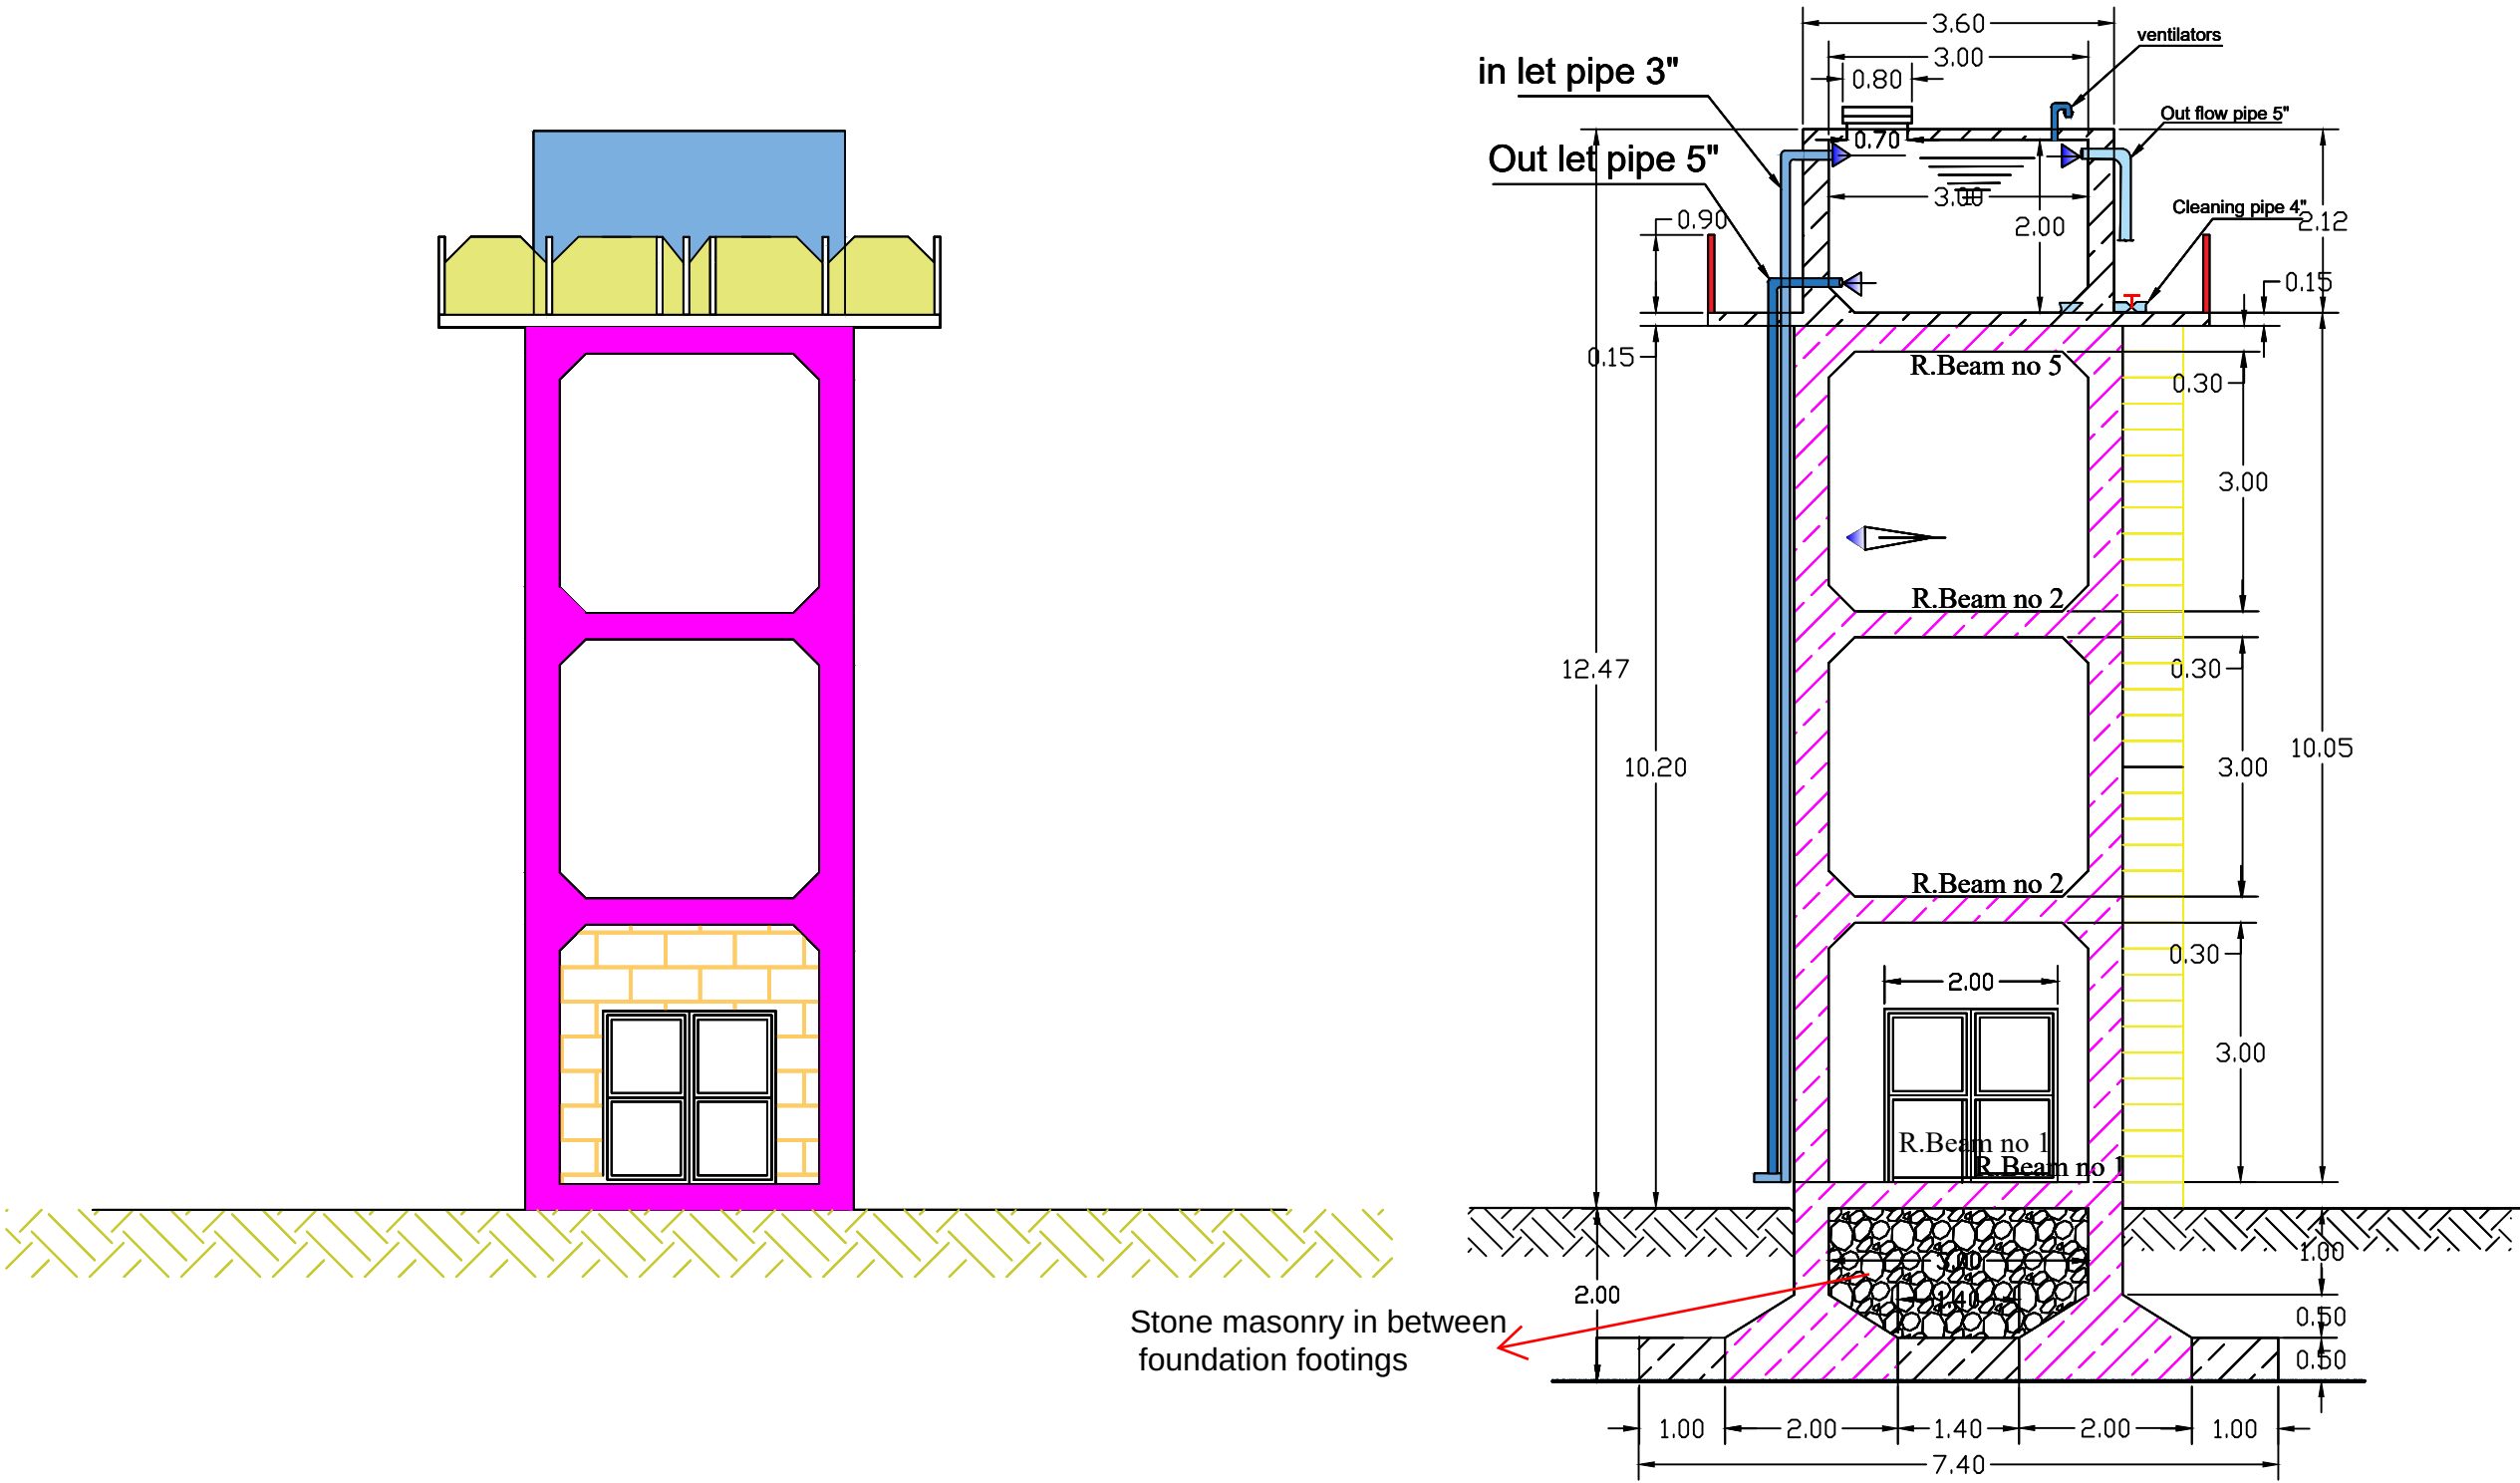 3.60
ventilators
3.00
in let pipe 3"
0.80
Out flow pipe 5"
0.70
Out let pipe 5"
3.00
Cleaning pipe 4"
0.90
2.00
2.12
0.15
0.15
R.Beam no 5
0.30
3.00
R.Beam no 2
12.47
0.30
10.05
10.20
3.00
R.Beam no 2
0.30
2.00
3.00
R.Beam no 1
R.Beam no 1
1.00
2.00
1.40
Stone masonry in between
0.50
foundation footings
0.50
1.00
2.00
1.40
2.00
1.00
7.40